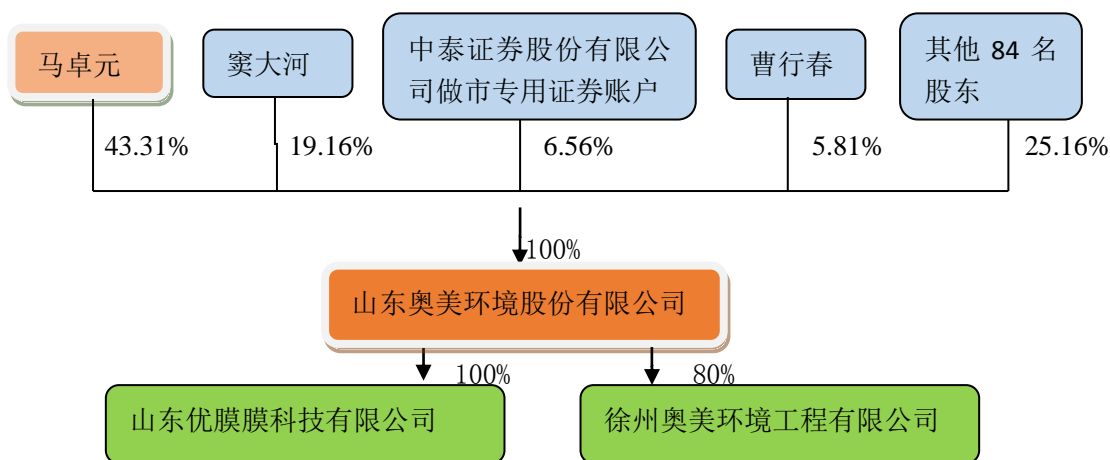 马卓元
窦大河
中泰证券股份有限公
司做市专用证券账户
曹行春
其他 84 名
股东
43.31%
19.16%
6.56%
5.81%
25.16%
100%
山东奥美环境股份有限公司
100%
80%
山东优膜膜科技有限公司
徐州奥美环境工程有限公司